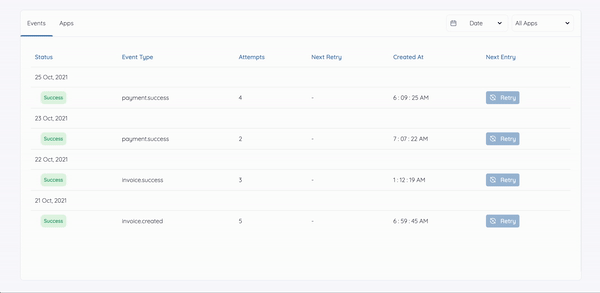 Events Apps Date All Apps
Status Event Type Attempts Next Retry Created At Next Entry
25 Oct, 2021
Success payment.success 4 - 6 : 09 : 25 AM Retry
23 Oct, 2021
Success payment.success 2 - 7 : 07 : 22 AM Retry
22 Oct, 2021
Success invoice.success 3 - 1 : 12 : 19 AM Retry
21 Oct, 2021
Success invoice.created 5 - 6 : 59 : 45 AM Retry